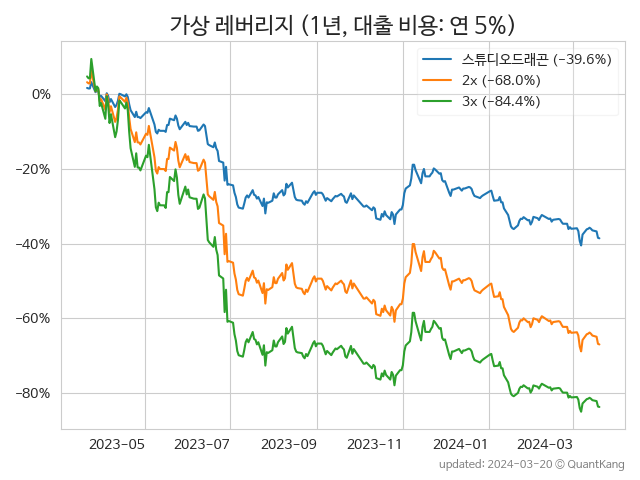 가상 레버리지 (1년, 대출 비용: 연 5%)
스튜디오드래곤 (−39.6%)
2x (−68.0%)
3x (−84.4%)
0%
−20%
−40%
−60%
−80%
2023-05 2023-07 2023-09 2023-11 2024-01 2024-03
updated: 2024-03-20 © QuantKang